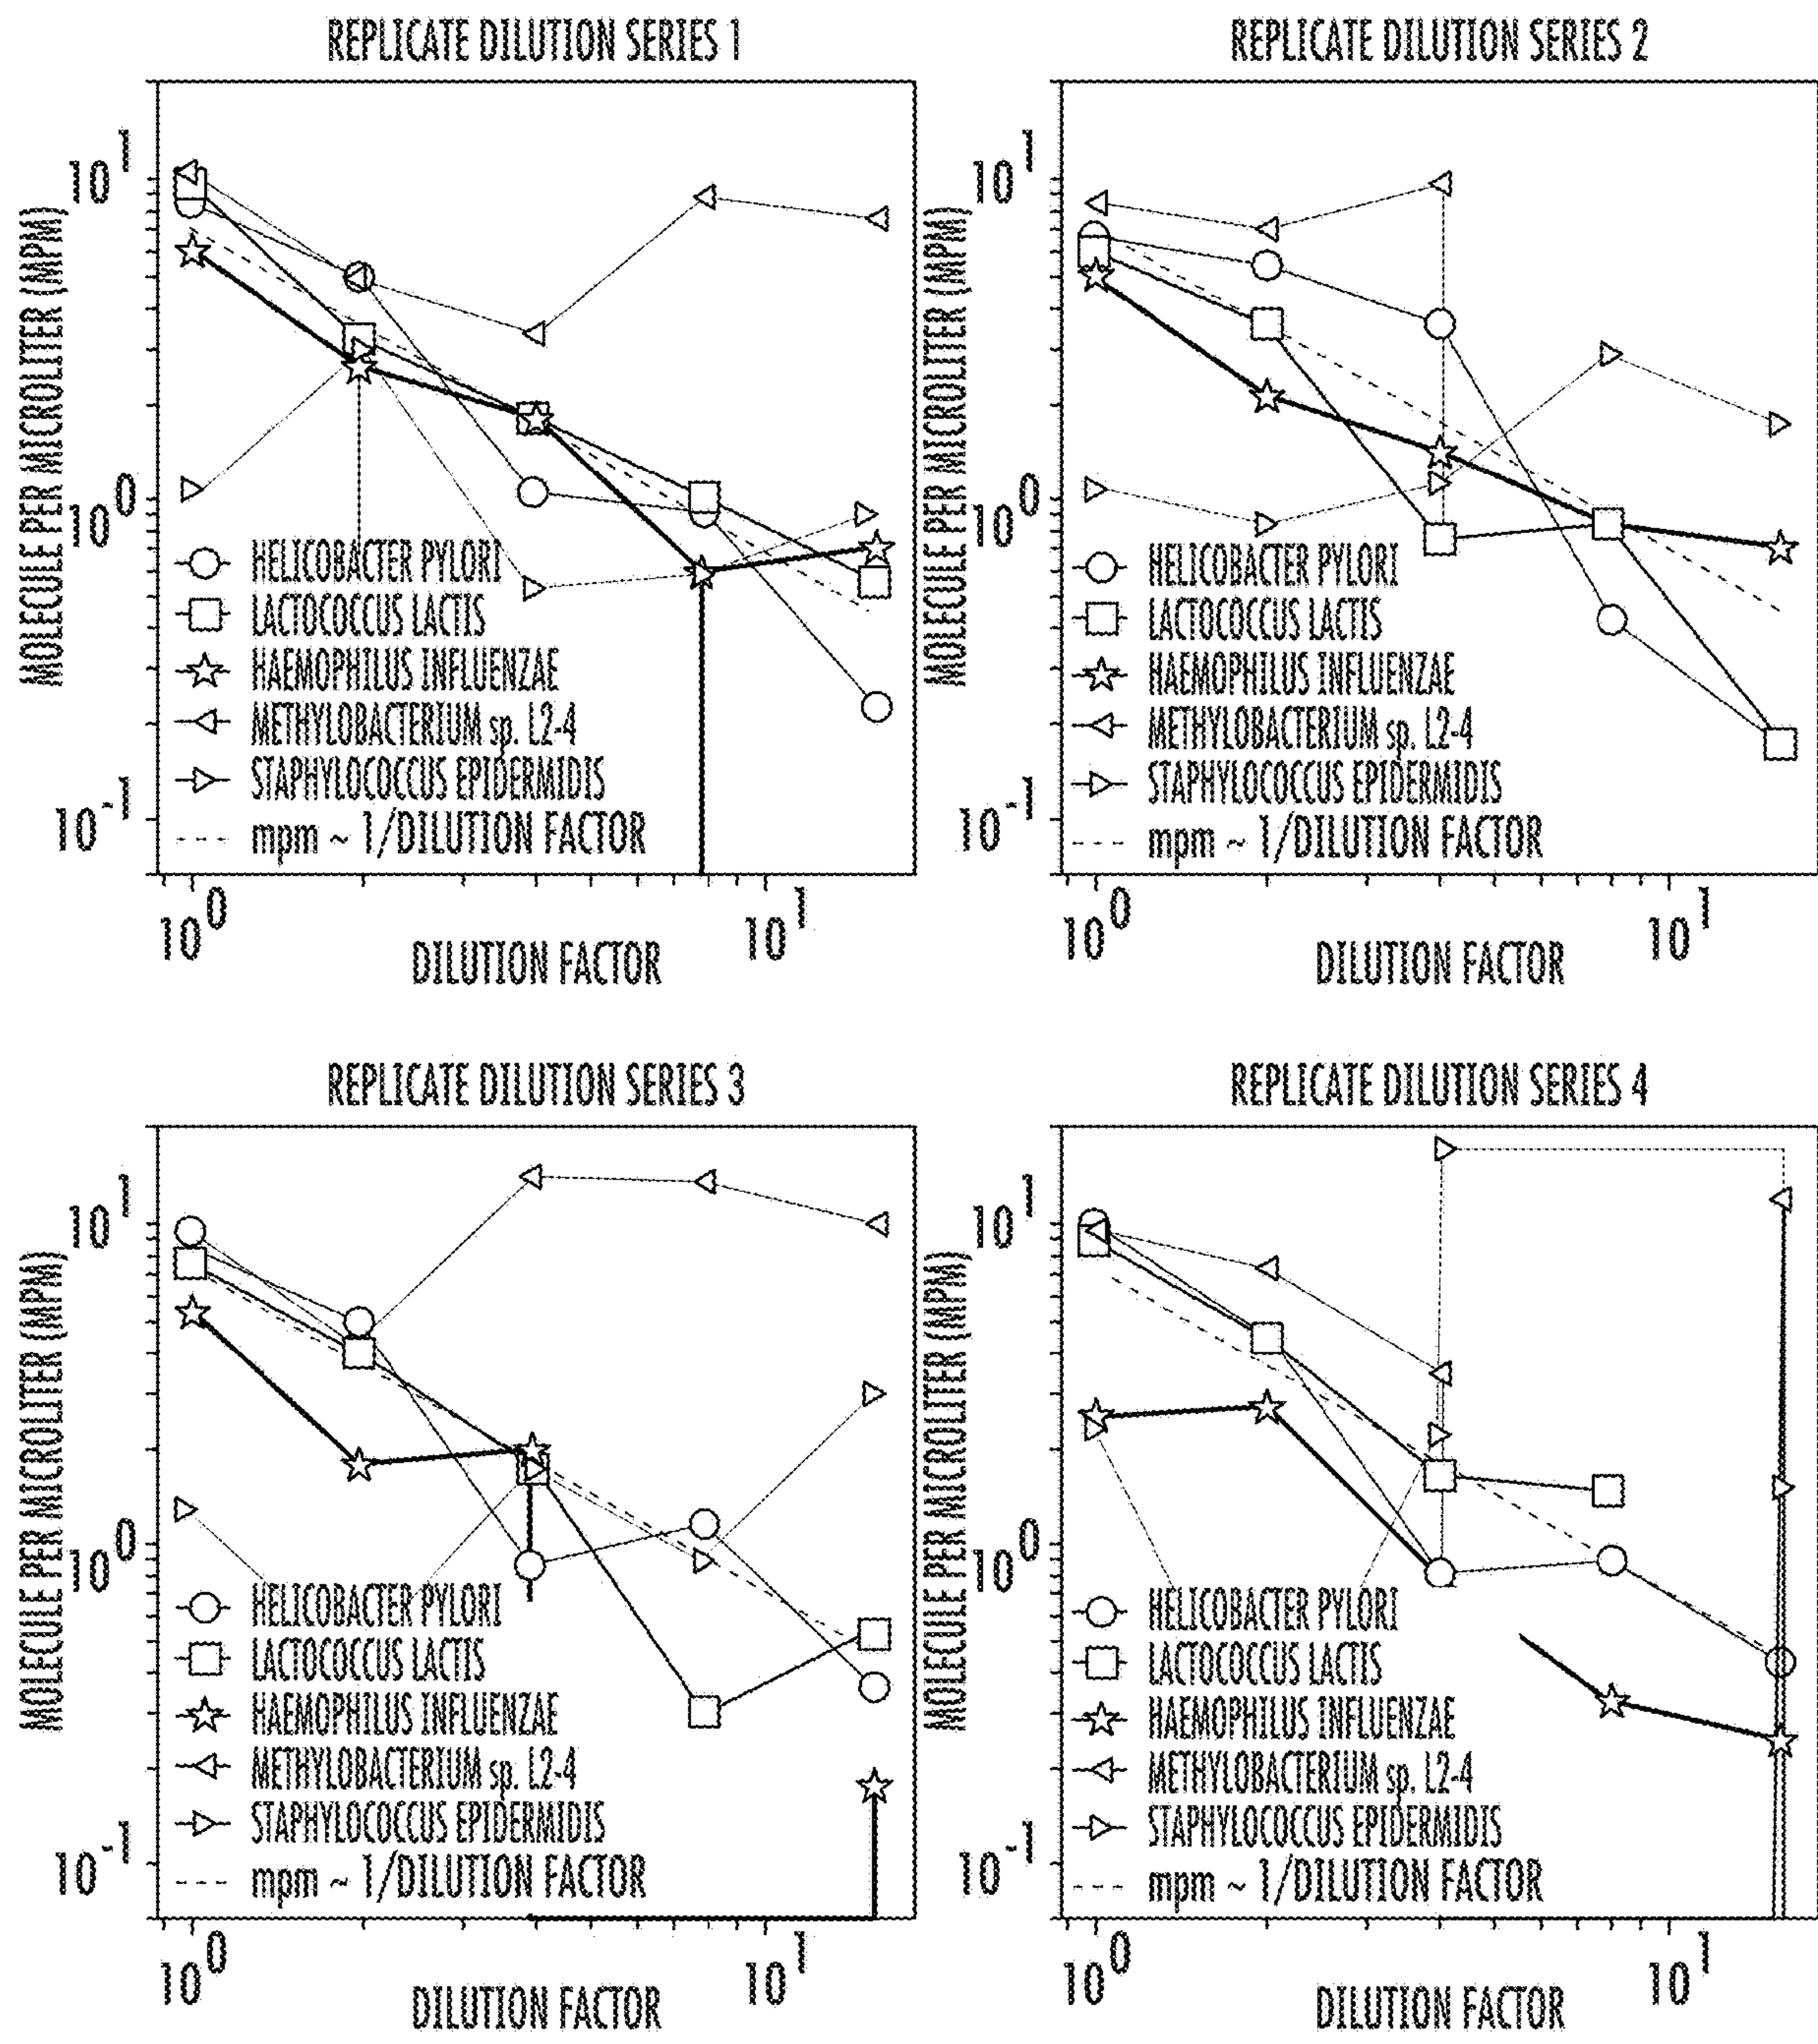 REPLICATE DILUTION SERIES 1
MOLECULE PER MICROLITER (MPM)
10^1
10^0
10^-1
HELICOBACTER PYLORI
LACTOCOCCUS LACTIS
HAEMOPHILUS INFLUENZAE
METHYLOBACTERIUM sp. L2-4
STAPHYLOCOCCUS EPIDERMIDIS
mpm ~ 1/DILUTION FACTOR
10^0
10^1
DILUTION FACTOR
REPLICATE DILUTION SERIES 2
MOLECULE PER MICROLITER (MPM)
10^1
10^0
10^-1
HELICOBACTER PYLORI
LACTOCOCCUS LACTIS
HAEMOPHILUS INFLUENZAE
METHYLOBACTERIUM sp. L2-4
STAPHYLOCOCCUS EPIDERMIDIS
mpm ~ 1/DILUTION FACTOR
10^0
10^1
DILUTION FACTOR
REPLICATE DILUTION SERIES 3
MOLECULE PER MICROLITER (MPM)
10^1
10^0
10^-1
HELICOBACTER PYLORI
LACTOCOCCUS LACTIS
HAEMOPHILUS INFLUENZAE
METHYLOBACTERIUM sp. L2-4
STAPHYLOCOCCUS EPIDERMIDIS
mpm ~ 1/DILUTION FACTOR
10^0
10^1
DILUTION FACTOR
REPLICATE DILUTION SERIES 4
MOLECULE PER MICROLITER (MPM)
10^1
10^0
10^-1
HELICOBACTER PYLORI
LACTOCOCCUS LACTIS
HAEMOPHILUS INFLUENZAE
METHYLOBACTERIUM sp. L2-4
STAPHYLOCOCCUS EPIDERMIDIS
mpm ~ 1/DILUTION FACTOR
10^0
10^1
DILUTION FACTOR